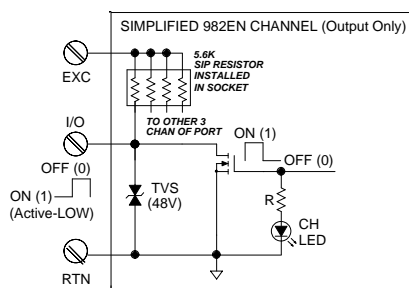 SIMPLIFIED 982EN CHANNEL (Output Only)
EXC
5.6K
SIP RESISTOR
INSTALLED
IN SOCKET
TO OTHER 3
CHAN OF PORT
I/O
OFF (0)
ON (1)
(Active-LOW)
ON (1)
OFF (0)
TVS
(48V)
R
CH
LED
RTN